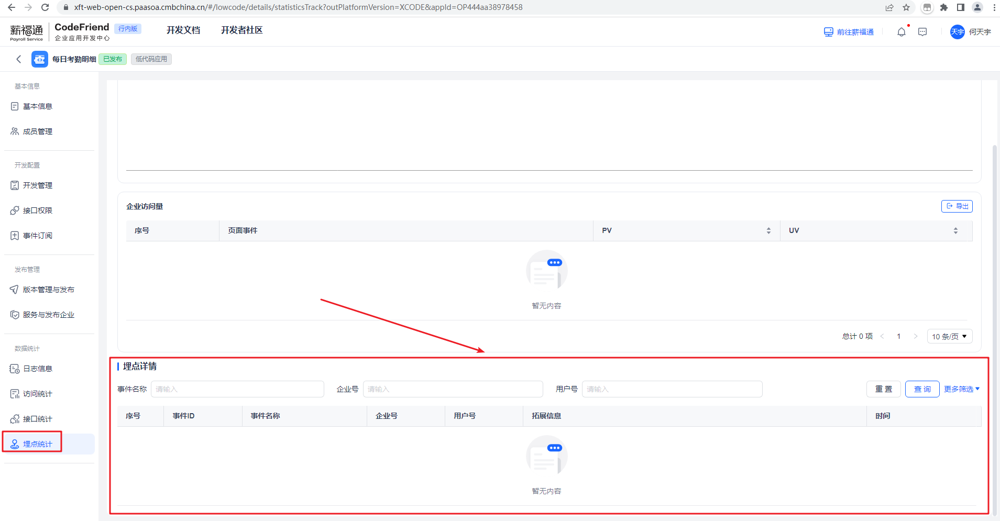 xft-web-open-cs.paasoa.cmbchina.cn/#/lowcode/details/statisticsTrack?outPlatformVersion=XCODE&appId=OP444aa38978458
薪福通 CodeFriend 行内版 开发文档 开发者社区 前往薪福通 天宇 何天宇
Payroll Service 企业应用开发中心
每日考勤明细 已发布 低代码应用
基本信息
基本信息
成员管理
开发配置
开发管理
接口权限
事件订阅
发布管理
版本管理与发布
服务与发布企业
数据统计
日志信息
访问统计
接口统计
埋点统计
企业访问量 导出
序号 页面事件 PV UV
暂无内容
总计 0 项 1 10 条/页
埋点详情
事件名称 请输入 企业号 请输入 用户号 请输入 重 置 查 询 更多筛选
序号 事件ID 事件名称 企业号 用户号 拓展信息 时间
暂无内容